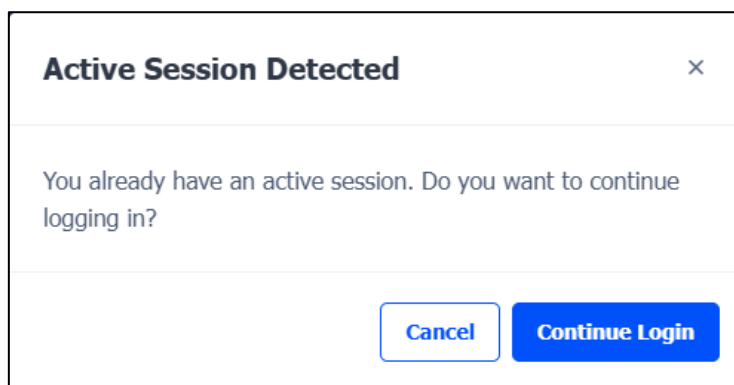 Active Session Detected
You already have an active session. Do you want to continue
logging in?
Cancel
Continue Login